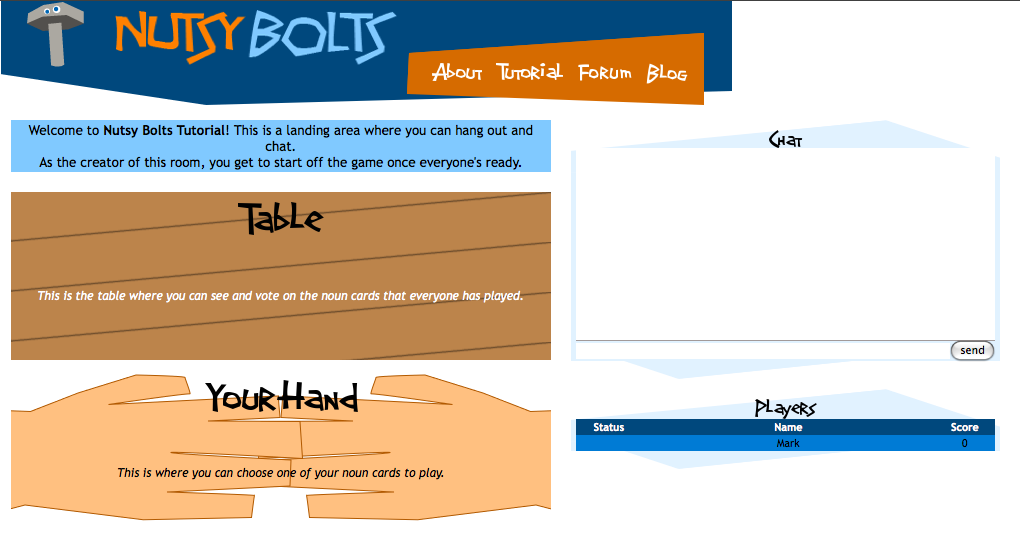 NUTSY BOLTS
About Tutorial Forum Blog
Welcome to Nutsy Bolts Tutorial! This is a landing area where you can hang out and
chat.
As the creator of this room, you get to start off the game once everyone's ready.
Table
This is the table where you can see and vote on the noun cards that everyone has played.
Your Hand
This is where you can choose one of your noun cards to play.
Chat
send
Players
Status Name Score
Mark 0